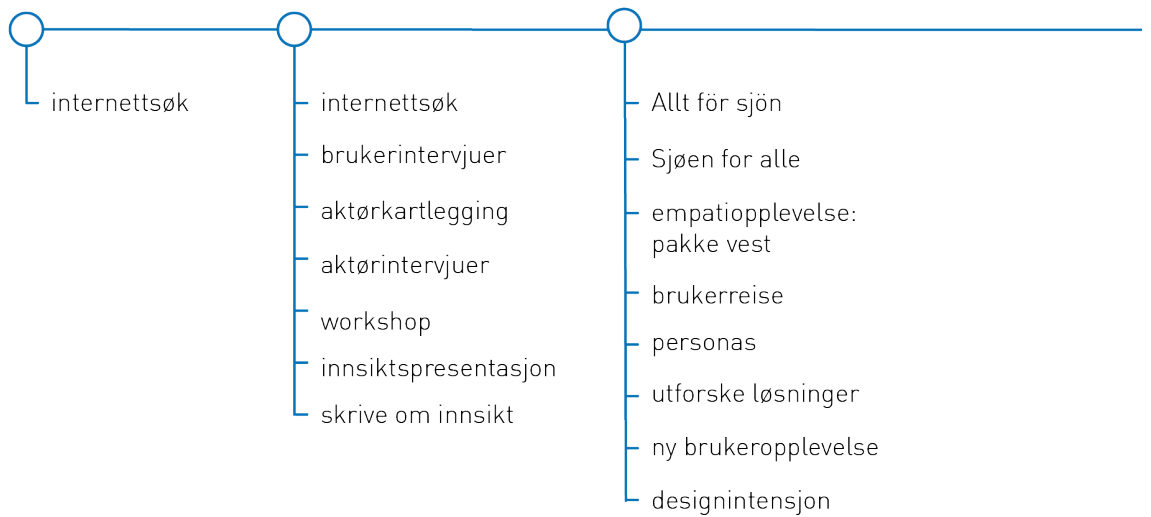 internettsøk
internettsøk
brukerintervjuer
aktørkartlegging
aktørintervjuer
workshop
innsiktspresentasjon
skrive om innsikt
Allt för sjön
Sjøen for alle
empatiopplevelse:
pakke vest
brukerreise
personas
utforske løsninger
ny brukeropplevelse
designintensjon